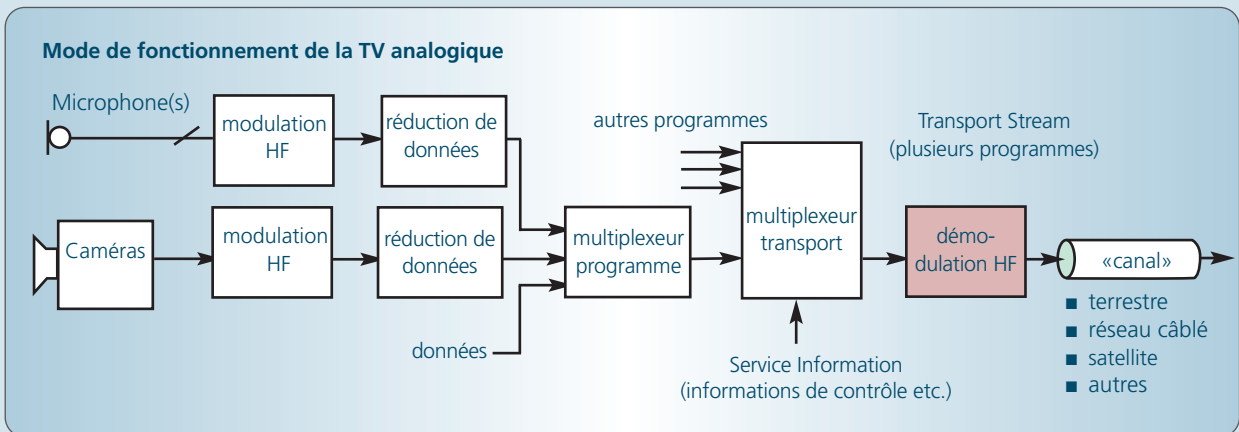 Mode de fonctionnement de la TV analogique
Microphone(s)
modulation
HF
réduction de
données
autres programmes
Transport Stream
(plusieurs programmes)
Caméras
modulation
HF
réduction de
données
multiplexeur
programme
multiplexeur
transport
démo-
dulation HF
«canal»
données
Service Information
(informations de contrôle etc.)
■ terrestre
■ réseau câblé
■ satellite
■ autres